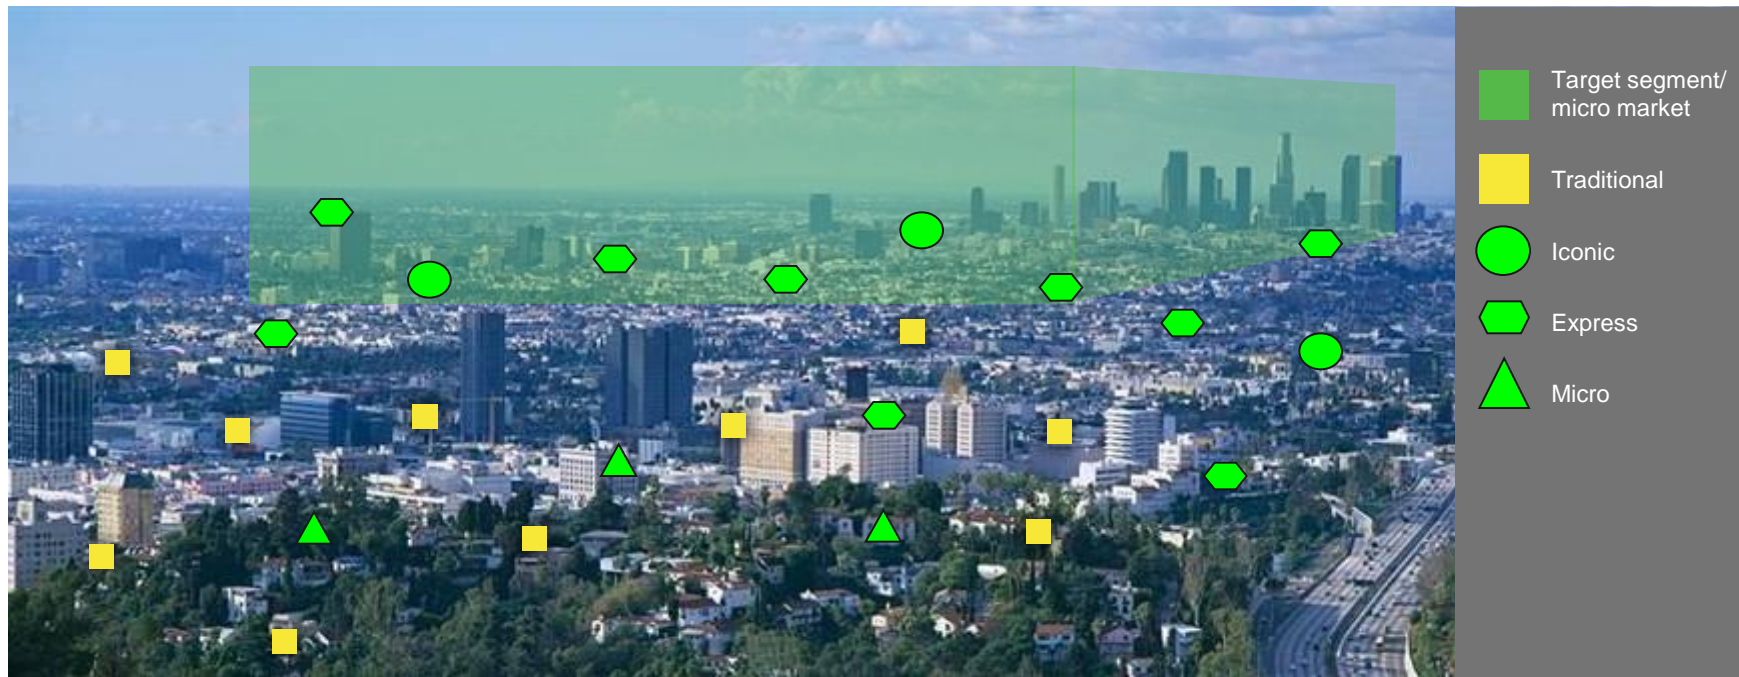 Target segment/
micro market
Traditional
Iconic
Express
Micro